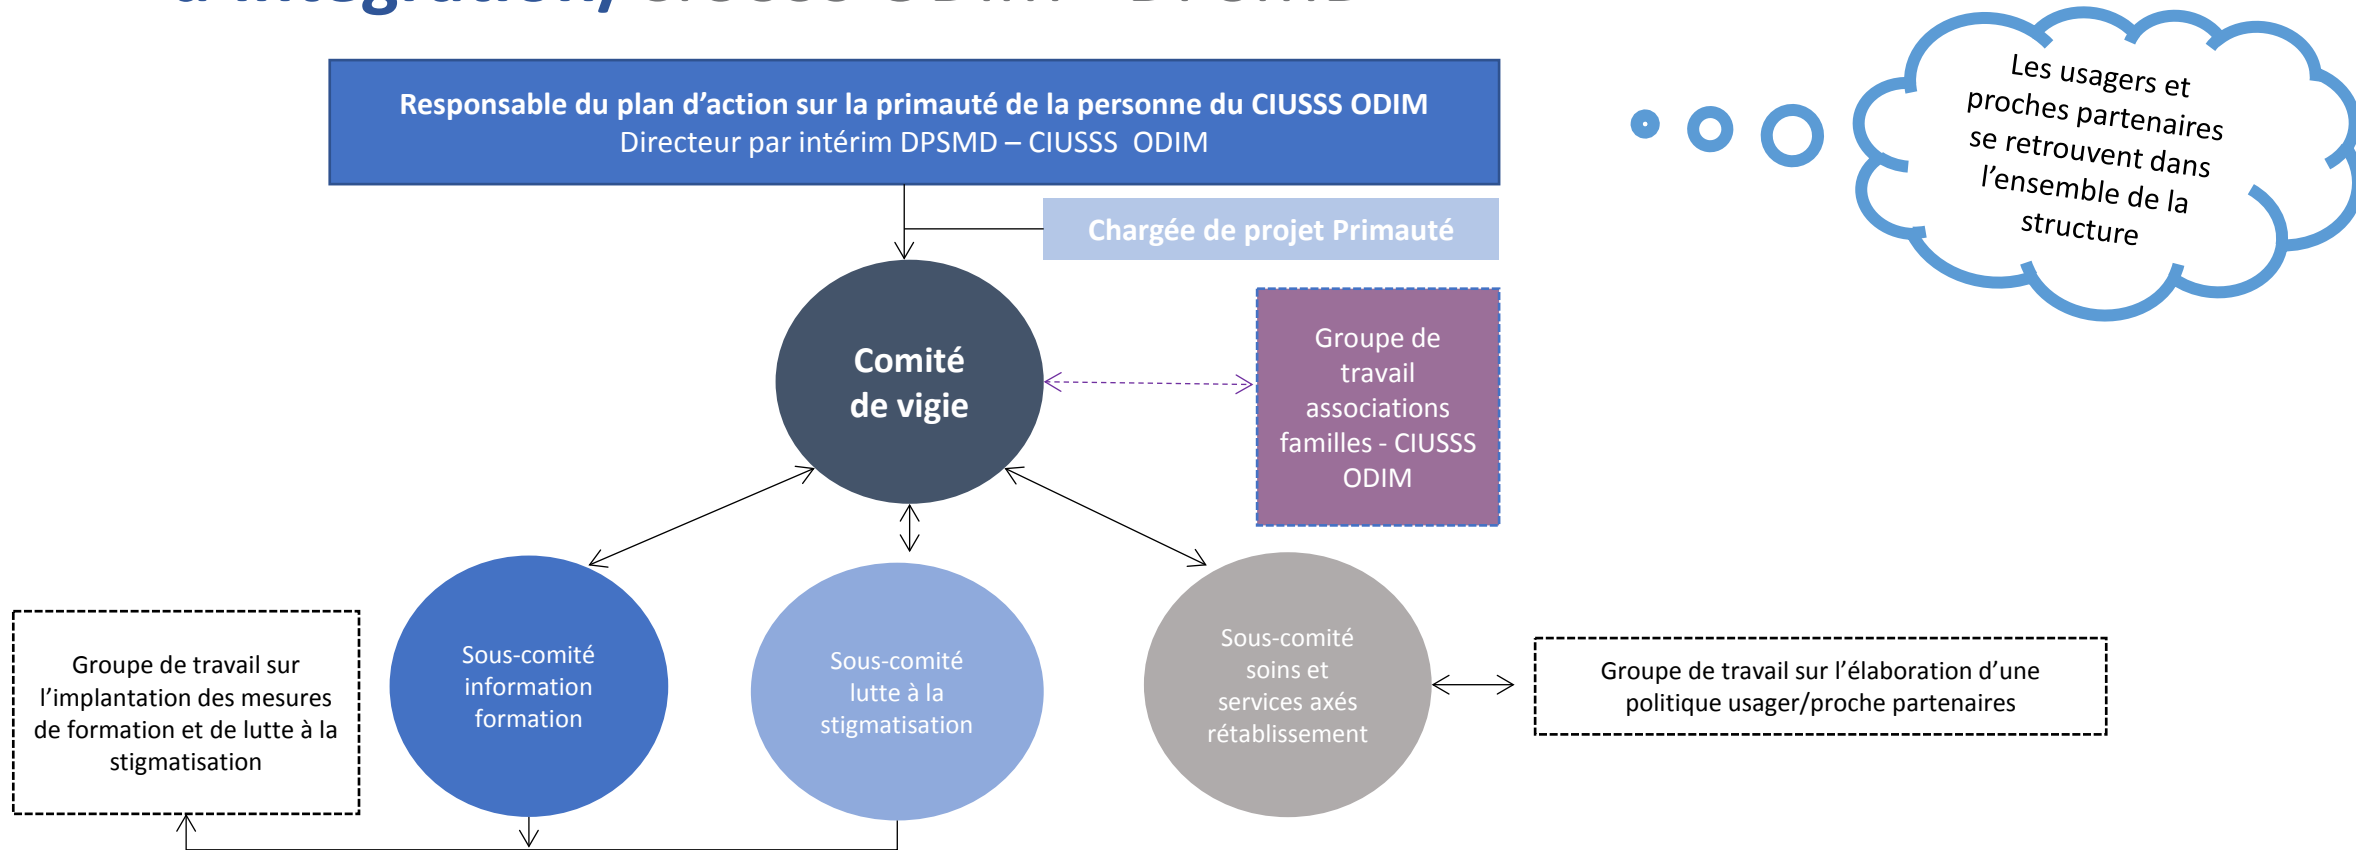 d'intégration, CIUSSS ODIM - DPSMD
Responsable du plan d’action sur la primauté de la personne du CIUSSS ODIM
Directeur par intérim DPSMD – CIUSSS ODIM
Les usagers et
proches partenaires
se retrouvent dans
l’ensemble de la
structure
Chargée de projet Primauté
Comité
de vigie
Groupe de
travail
associations
familles - CIUSSS
ODIM
Sous-comité
information
formation
Sous-comité
lutte à la
stigmatisation
Sous-comité
soins et
services axés
rétablissement
Groupe de travail sur
l’implantation des mesures
de formation et de lutte à la
stigmatisation
Groupe de travail sur l’élaboration d’une
politique usager/proche partenaires